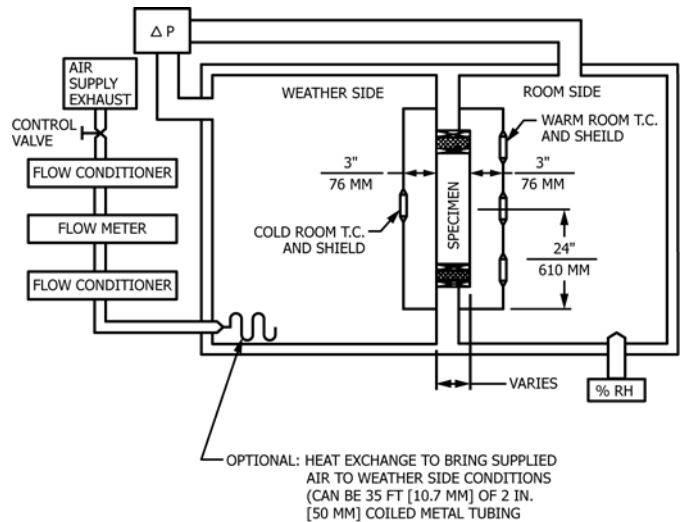 Δ P
AIR
SUPPLY
EXHAUST
WEATHER SIDE
ROOM SIDE
CONTROL
VALVE
WARM ROOM T.C.
AND SHEILD
FLOW CONDITIONER
3"
76 MM
3"
76 MM
SPECIMEN
FLOW METER
COLD ROOM T.C.
AND SHIELD
24"
610 MM
FLOW CONDITIONER
VARIES
% RH
OPTIONAL: HEAT EXCHANGE TO BRING SUPPLIED
AIR TO WEATHER SIDE CONDITIONS
(CAN BE 35 FT [10.7 MM] OF 2 IN.
[50 MM] COILED METAL TUBING